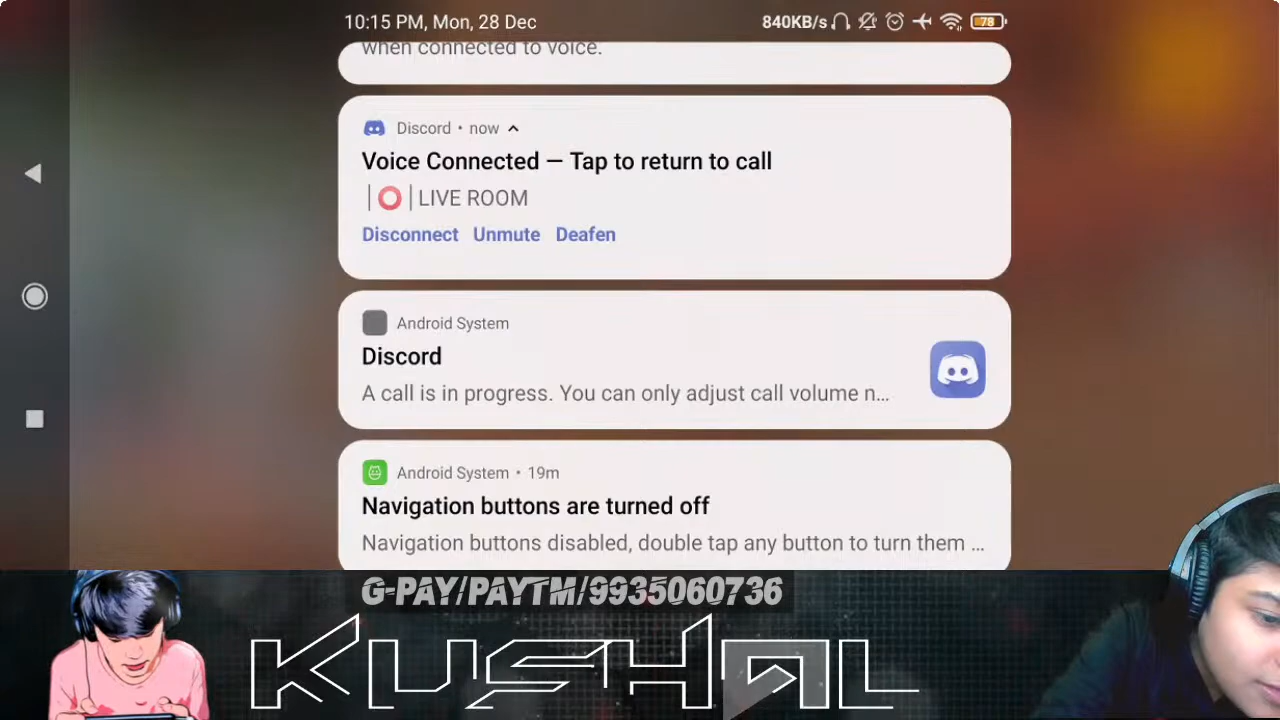 10:15 PM, Mon, 28 Dec 840KB/s 78
when connected to voice.
Discord • now
Voice Connected — Tap to return to call
|⭕|LIVE ROOM
Disconnect Unmute Deafen
Android System
Discord
A call is in progress. You can only adjust call volume n...
Android System • 19m
Navigation buttons are turned off
Navigation buttons disabled, double tap any button to turn them ...
G-PAY/PAYTM/9935060736
KUSHAL